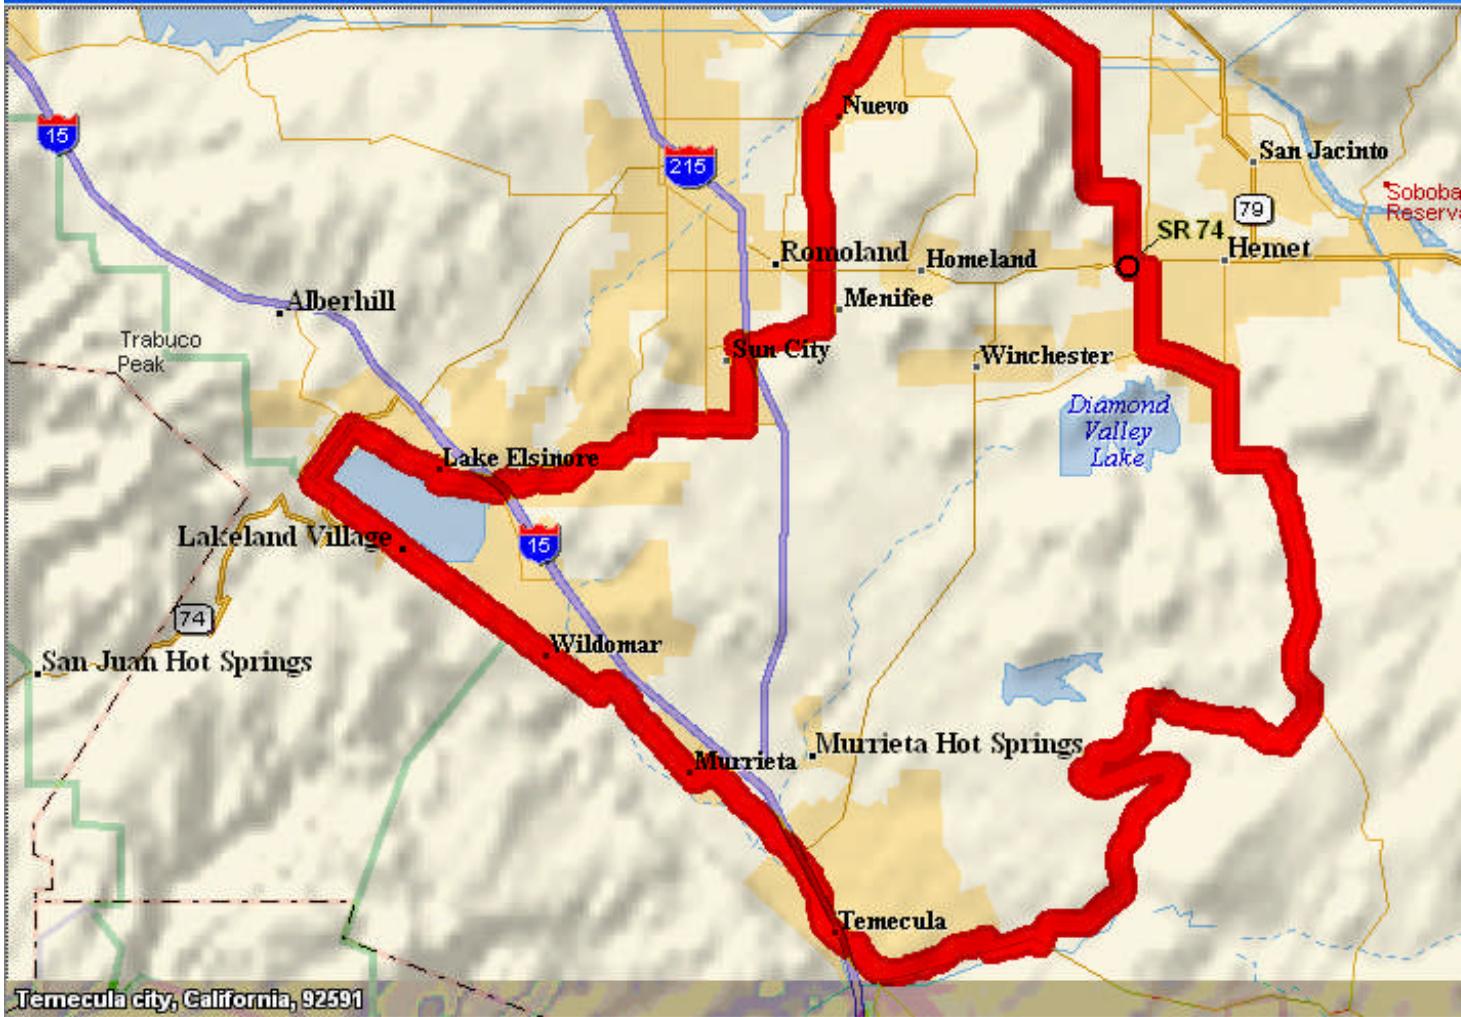 15
Nuevo
215
San Jacinto
Soboba
79
SR 74
Romoland
Homeland
Hemet
Alberhill
Menifee
Trabuco
Peak
Sun City
Winchester
Diamond
Valley
Lake
Lake Elsinore
Lakeland Village
15
74
Wildomar
San Juan Hot Springs
Murrieta Hot Springs
Murrieta
Temecula
Temecula city, California, 92591